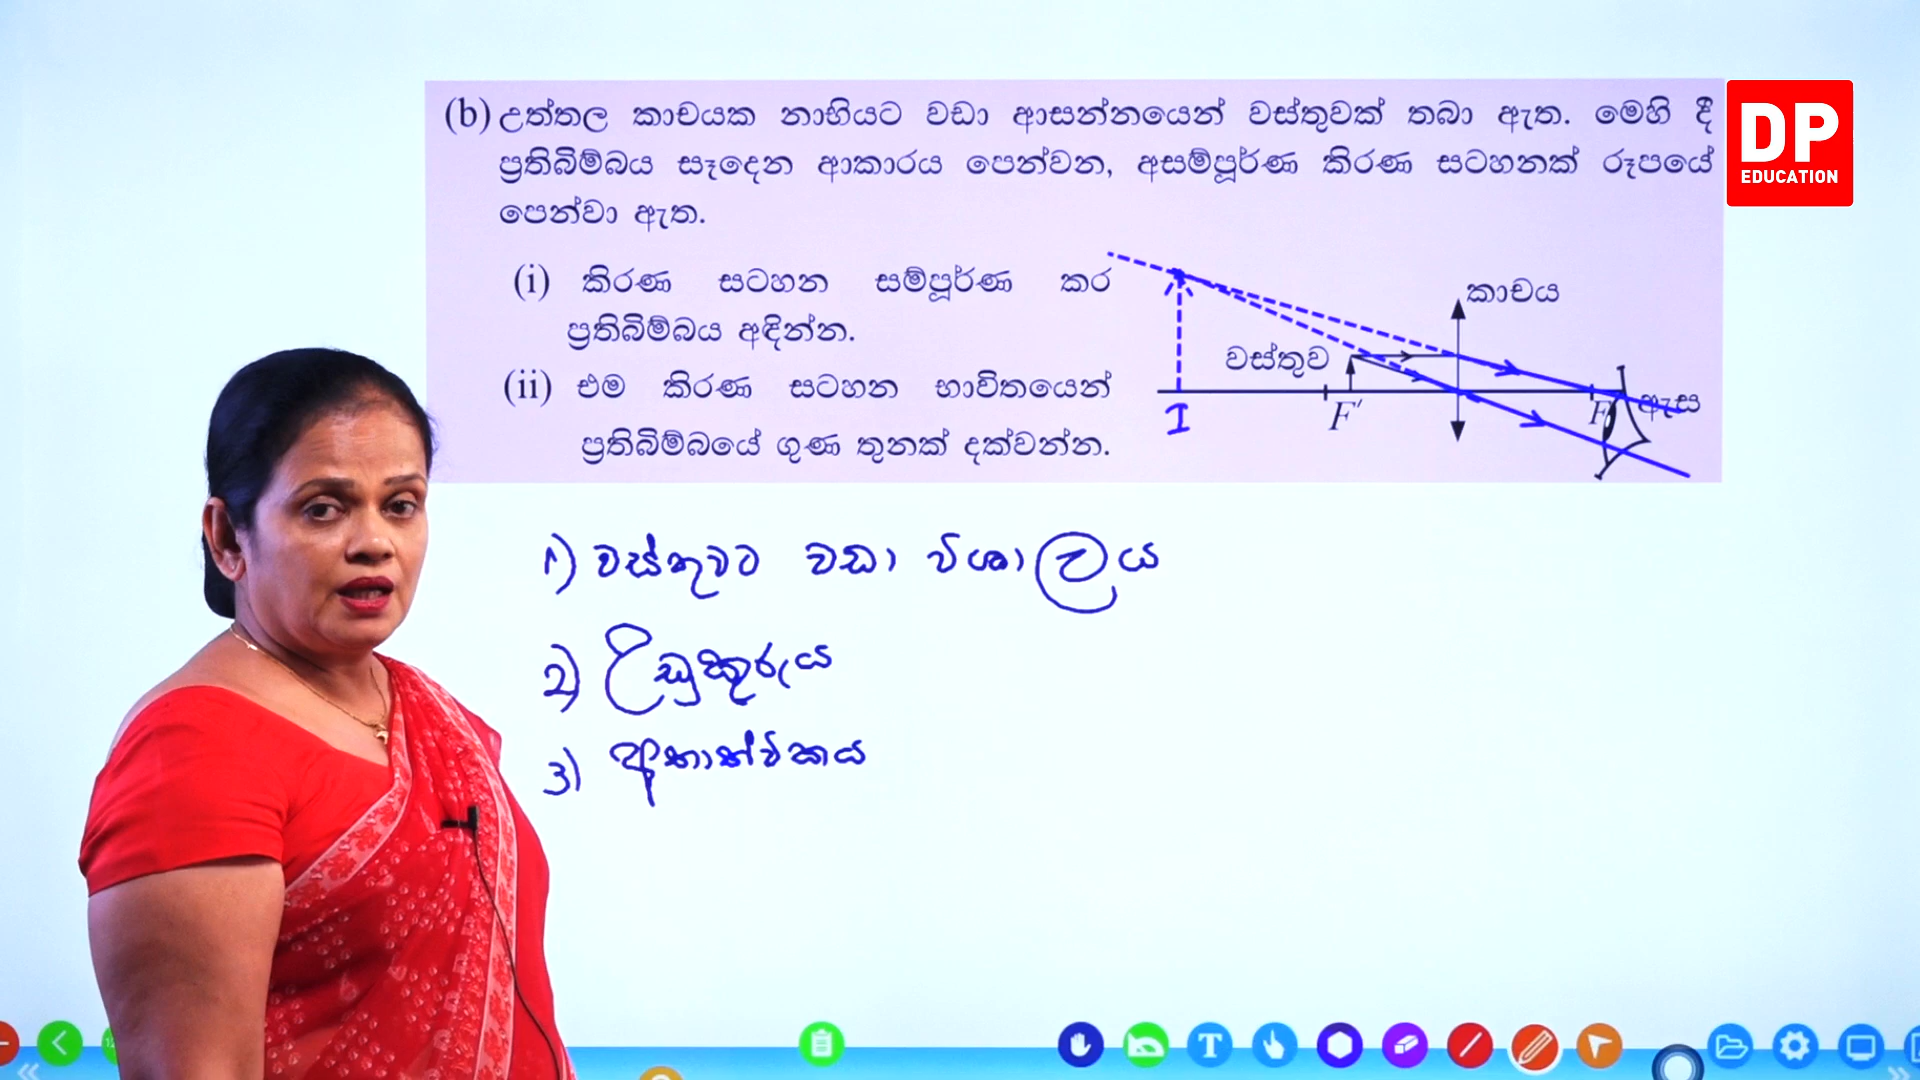 (b) උත්තල කාචයක නාභියට වඩා ආසන්නයෙන් වස්තුවක් තබා ඇත. මෙහි දී
ප්‍රතිබිම්බය සෑදෙන ආකාරය පෙන්වන, අසම්පූර්ණ කිරණ සටහනක් රූපයේ
පෙන්වා ඇත.
DP
EDUCATION
(i) කිරණ සටහන සම්පූර්ණ කර
ප්‍රතිබිම්බය අඳින්න.
(ii) එම කිරණ සටහන භාවිතයෙන්
ප්‍රතිබිම්බයේ ගුණ තුනක් දක්වන්න.
කාචය
වස්තුව
ඇස
F'
F
I
1) වස්තුවට වඩා විශාලය
2) උඩුකුරුය
3) අතාත්වికය